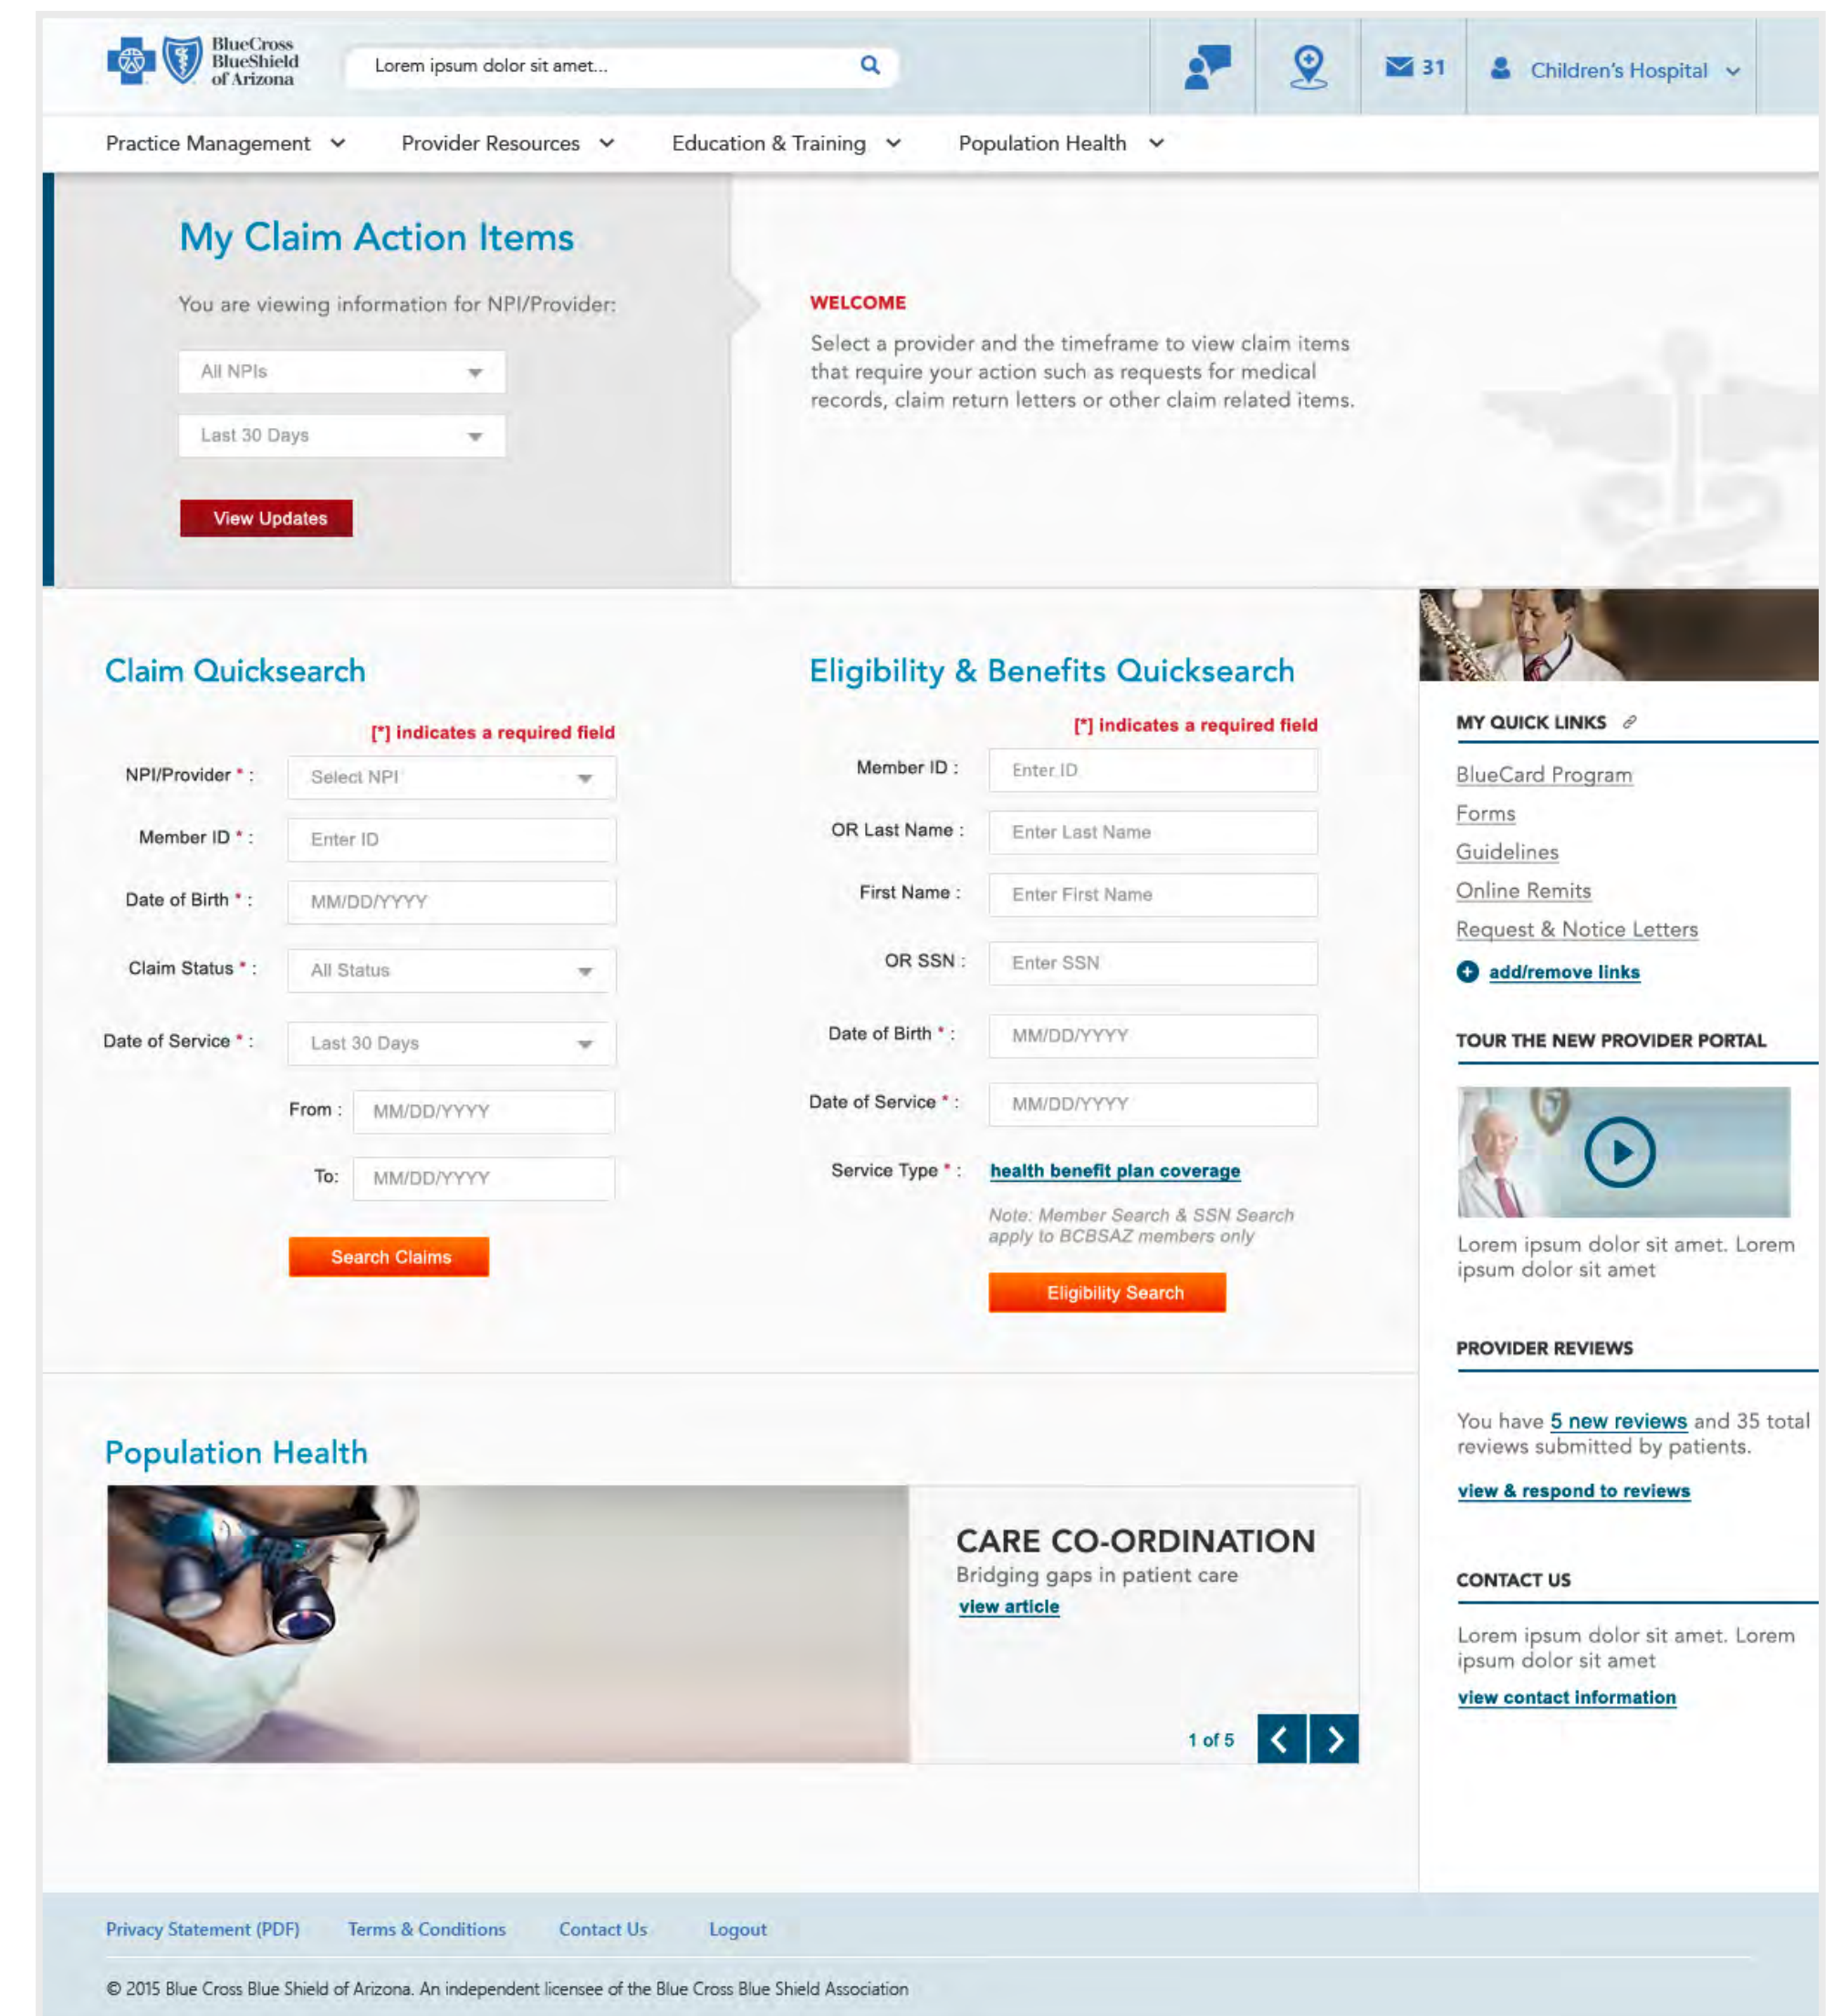 BlueCross
BlueShield
of Arizona
Lorem ipsum dolor sit amet...
31
Children's Hospital
Practice Management
Provider Resources
Education & Training
Population Health
My Claim Action Items
You are viewing information for NPI/Provider:
All NPIs
Last 30 Days
View Updates
WELCOME
Select a provider and the timeframe to view claim items
that require your action such as requests for medical
records, claim return letters or other claim related items.
Claim Quicksearch
[*] indicates a required field
NPI/Provider * : Select NPI
Member ID * : Enter ID
Date of Birth * : MM/DD/YYYY
Claim Status * : All Status
Date of Service * : Last 30 Days
From : MM/DD/YYYY
To: MM/DD/YYYY
Search Claims
Eligibility & Benefits Quicksearch
[*] indicates a required field
Member ID : Enter ID
OR Last Name : Enter Last Name
First Name : Enter First Name
OR SSN : Enter SSN
Date of Birth * : MM/DD/YYYY
Date of Service * : MM/DD/YYYY
Service Type * : health benefit plan coverage
Note: Member Search & SSN Search
apply to BCBSAZ members only
Eligibility Search
MY QUICK LINKS
BlueCard Program
Forms
Guidelines
Online Remits
Request & Notice Letters
add/remove links
TOUR THE NEW PROVIDER PORTAL
Lorem ipsum dolor sit amet. Lorem
ipsum dolor sit amet
PROVIDER REVIEWS
You have 5 new reviews and 35 total
reviews submitted by patients.
view & respond to reviews
CONTACT US
Lorem ipsum dolor sit amet. Lorem
ipsum dolor sit amet
view contact information
Population Health
CARE CO-ORDINATION
Bridging gaps in patient care
view article
1 of 5
Privacy Statement (PDF)
Terms & Conditions
Contact Us
Logout
© 2015 Blue Cross Blue Shield of Arizona. An independent licensee of the Blue Cross Blue Shield Association